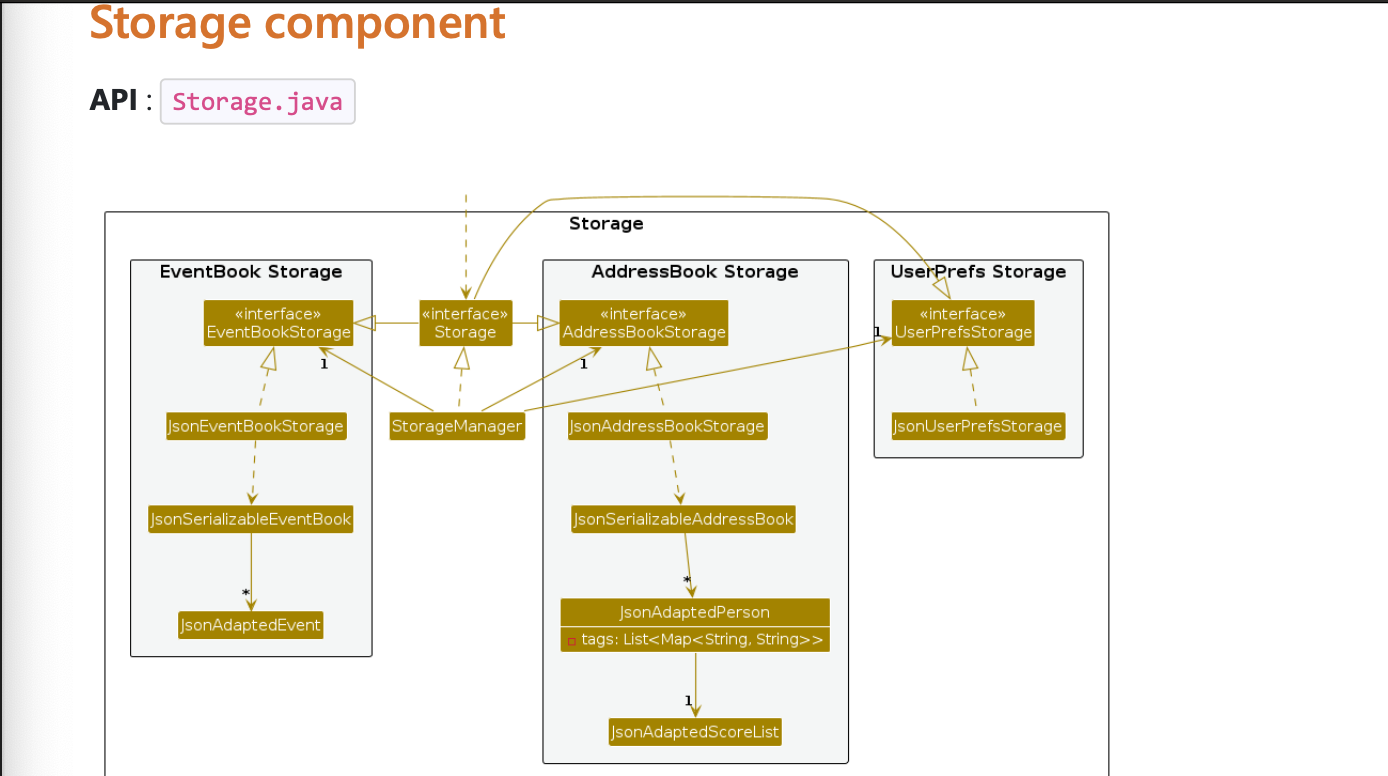 Storage component
API : Storage.java
Storage
EventBook Storage
AddressBook Storage
UserPrefs Storage
«interface»
EventBookStorage
«interface»
Storage
«interface»
AddressBookStorage
«interface»
UserPrefsStorage
1
1
1
JsonEventBookStorage
StorageManager
JsonAddressBookStorage
JsonUserPrefsStorage
JsonSerializableEventBook
JsonSerializableAddressBook
*
*
JsonAdaptedEvent
JsonAdaptedPerson
tags: List<Map<String, String>>
1
JsonAdaptedScoreList